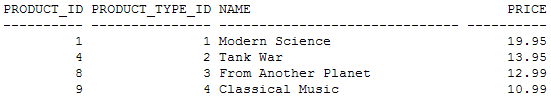 PRODUCT_ID PRODUCT_TYPE_ID NAME                                PRICE
---------- --------------- ------------------------------ ----------
         1               1 Modern Science                      19.95
         4               2 Tank War                            13.95
         8               3 From Another Planet                 12.99
         9               4 Classical Music                     10.99